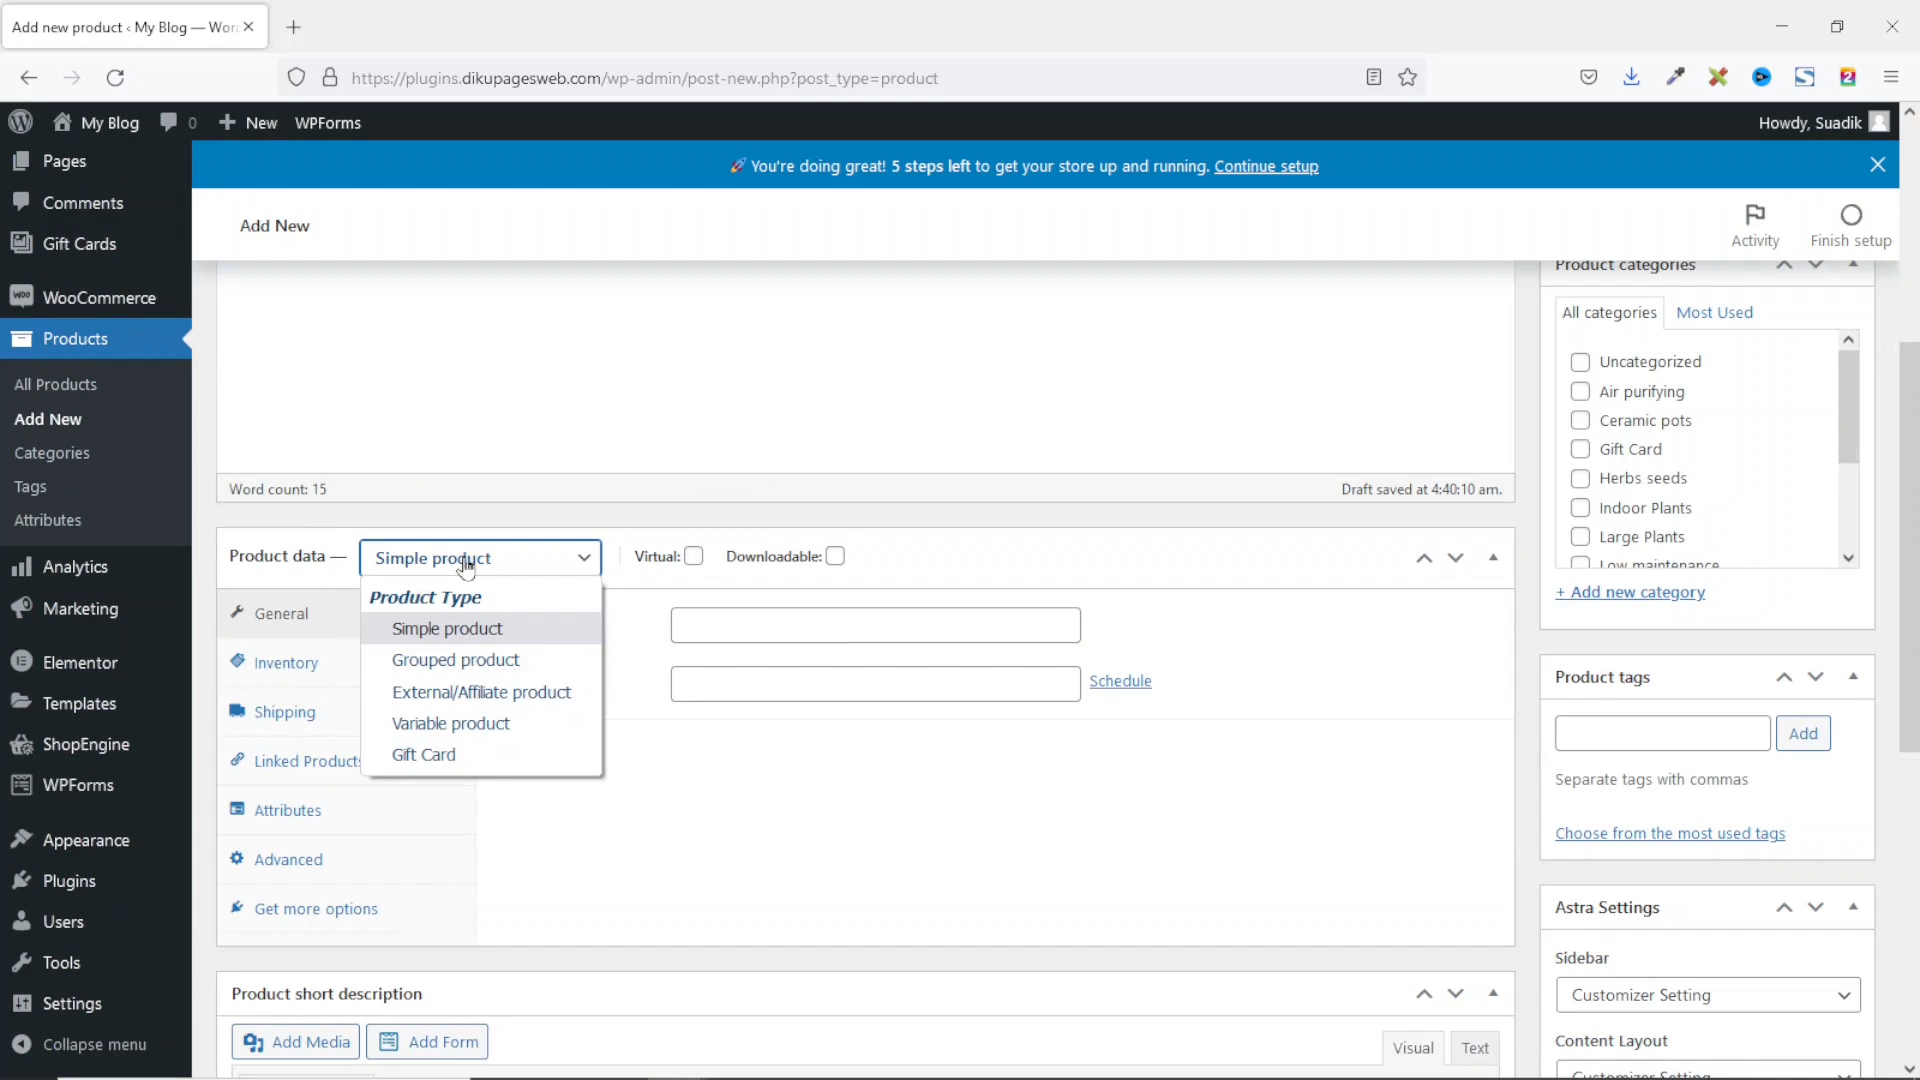 Add new product ‹ My Blog — Wor
https://plugins.dikupagesweb.com/wp-admin/post-new.php?post_type=product
My Blog
0
New
WPForms
Howdy, Suadik
🚀 You're doing great! 5 steps left to get your store up and running. Continue setup
Add New
Activity
Finish setup
Pages
Comments
Gift Cards
WooCommerce
Products
All Products
Add New
Categories
Tags
Attributes
Analytics
Marketing
Elementor
Templates
ShopEngine
WPForms
Appearance
Plugins
Users
Tools
Settings
Collapse menu
Word count: 15
Draft saved at 4:40:10 am.
Product data —
Simple product
Virtual:
Downloadable:
Product Type
Simple product
Grouped product
External/Affiliate product
Variable product
Gift Card
General
Inventory
Shipping
Linked Products
Attributes
Advanced
Get more options
Schedule
Product short description
Add Media
Add Form
Visual
Text
Product categories
All categories
Most Used
Uncategorized
Air purifying
Ceramic pots
Gift Card
Herbs seeds
Indoor Plants
Large Plants
Low maintenance
+ Add new category
Product tags
Add
Separate tags with commas
Choose from the most used tags
Astra Settings
Sidebar
Customizer Setting
Content Layout
Customizer Setting